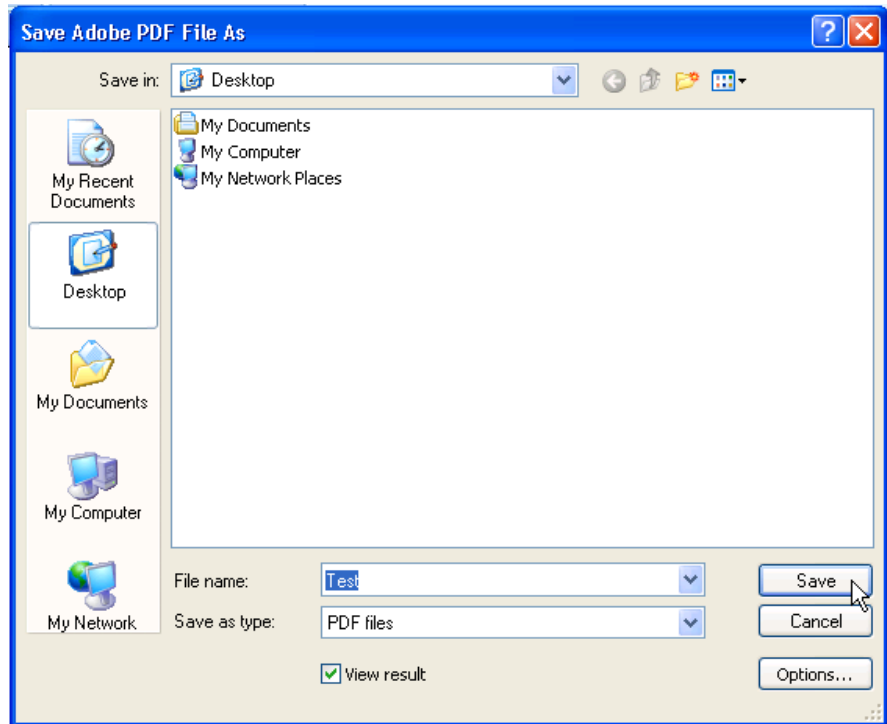 Save Adobe PDF File As
Save in:
Desktop
My Documents
My Computer
My Network Places
My Recent
Documents
Desktop
My Documents
My Computer
My Network
File name:
Test
Save
Save as type:
PDF files
Cancel
View result
Options...